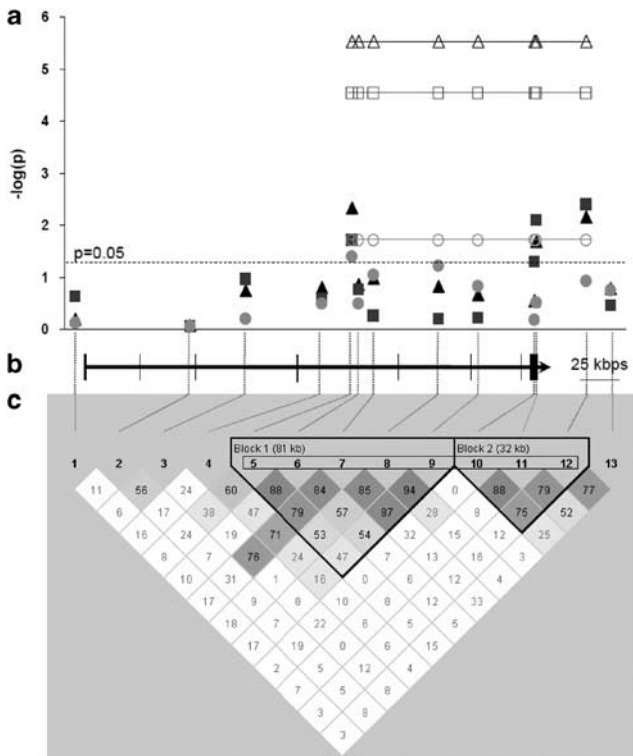 a
6
5
4
3
2
1
0
-log(p)
p=0.05
b
25 kbps
c
Block 1 (81 kb)
Block 2 (32 kb)
1 2 3 4 5 6 7 8 9 10 11 12 13
11 56 24 60 88 84 85 94 0 88 79 77
6 17 38 47 79 57 87 28 8 75 52
16 24 19 71 53 54 32 15 12 25
8 7 76 24 47 7 13 16 3
10 31 1 16 0 6 12 4
17 9 8 10 8 12 33
18 7 22 6 5 5
17 19 0 6 15
2 5 12 4
7 5 8
3 8
3